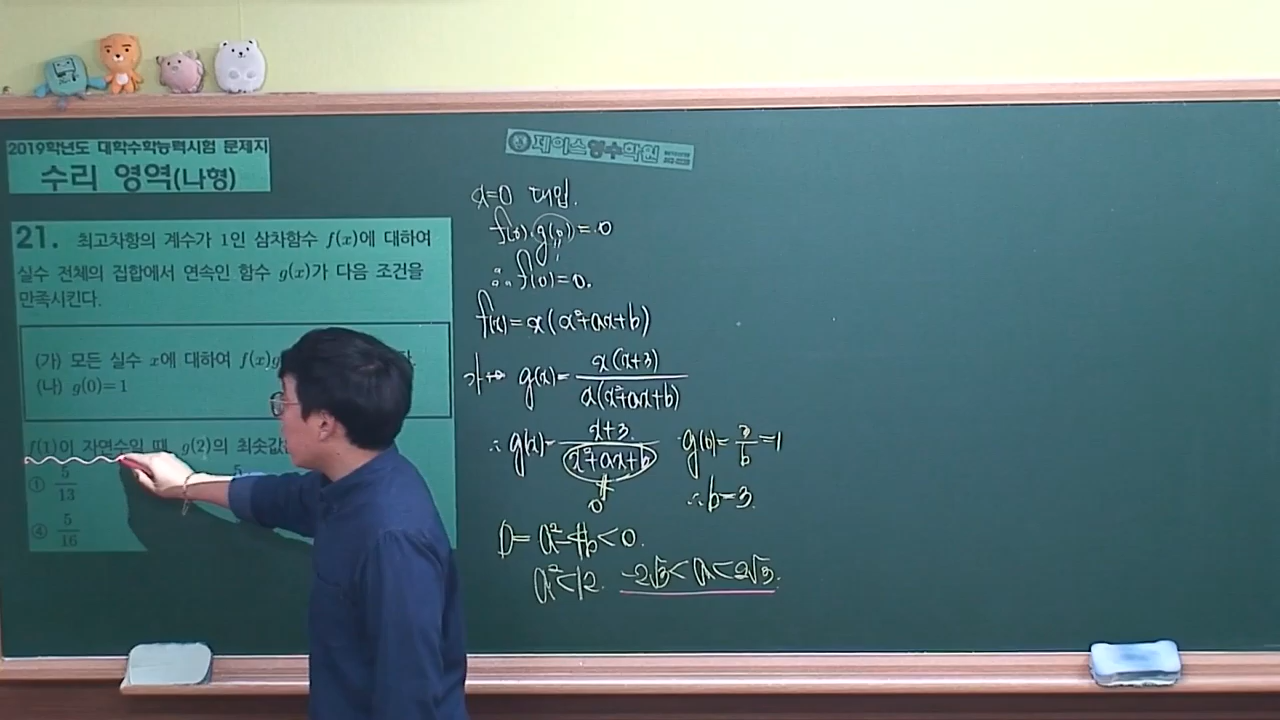 2019학년도 대학수학능력시험 문제지
수리 영역(나형)
제이스영수학원
21. 최고차항의 계수가 1인 삼차함수 f(x)에 대하여
실수 전체의 집합에서 연속인 함수 g(x)가 다음 조건을
만족시킨다.
(가) 모든 실수 x에 대하여 f(x)g
(나) g(0)=1
f(1)이 자연수일 때, g(2)의 최솟값
① 5/13
④ 5/16
x=0 대입.
f(0)·g(0)=0
∴ f(0)=0.
f(x)=x(x²+ax+b)
가→ g(x)= x(x+3) / x(x²+ax+b)
∴ g(x)= x+3 / x²+ax+b
g(0)= 3/b =1
0
∴ b=3.
D= a²-4b<0.
a²<12. -2√3<a<2√3.